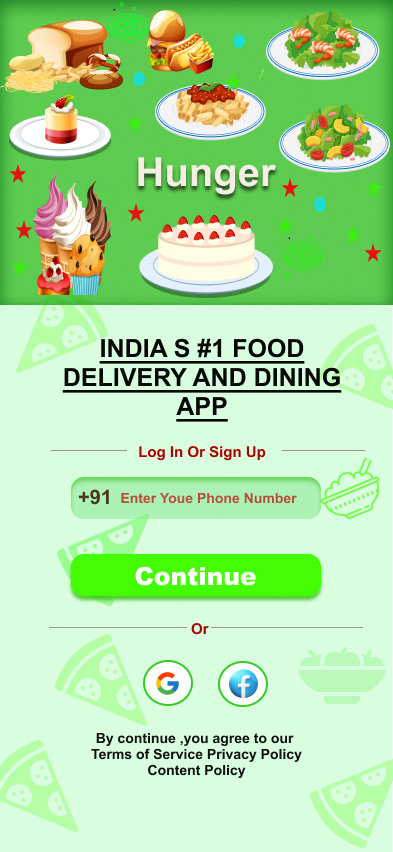 Hunger
INDIA S #1 FOOD
DELIVERY AND DINING
APP
Log In Or Sign Up
+91 Enter Youe Phone Number
Continue
Or
By continue ,you agree to our
Terms of Service Privacy Policy
Content Policy